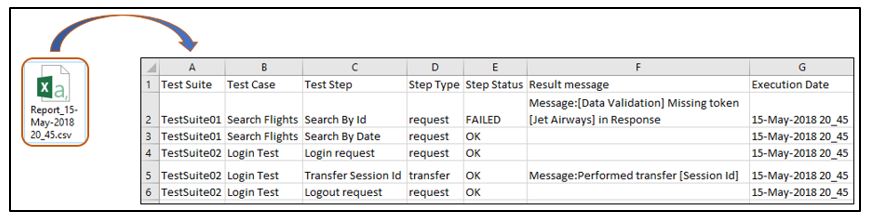 A B C D E F G
1 Test Suite Test Case Test Step Step Type Step Status Result message Execution Date
Message:[Data Validation] Missing token
2 TestSuite01 Search Flights Search By Id request FAILED [Jet Airways] in Response 15-May-2018 20_45
3 TestSuite01 Search Flights Search By Date request OK 15-May-2018 20_45
4 TestSuite02 Login Test Login request request OK 15-May-2018 20_45
5 TestSuite02 Login Test Transfer Session Id transfer OK Message:Performed transfer [Session Id] 15-May-2018 20_45
6 TestSuite02 Login Test Logout request request OK 15-May-2018 20_45
X
a,
Report_15-
May-2018
20_45.csv